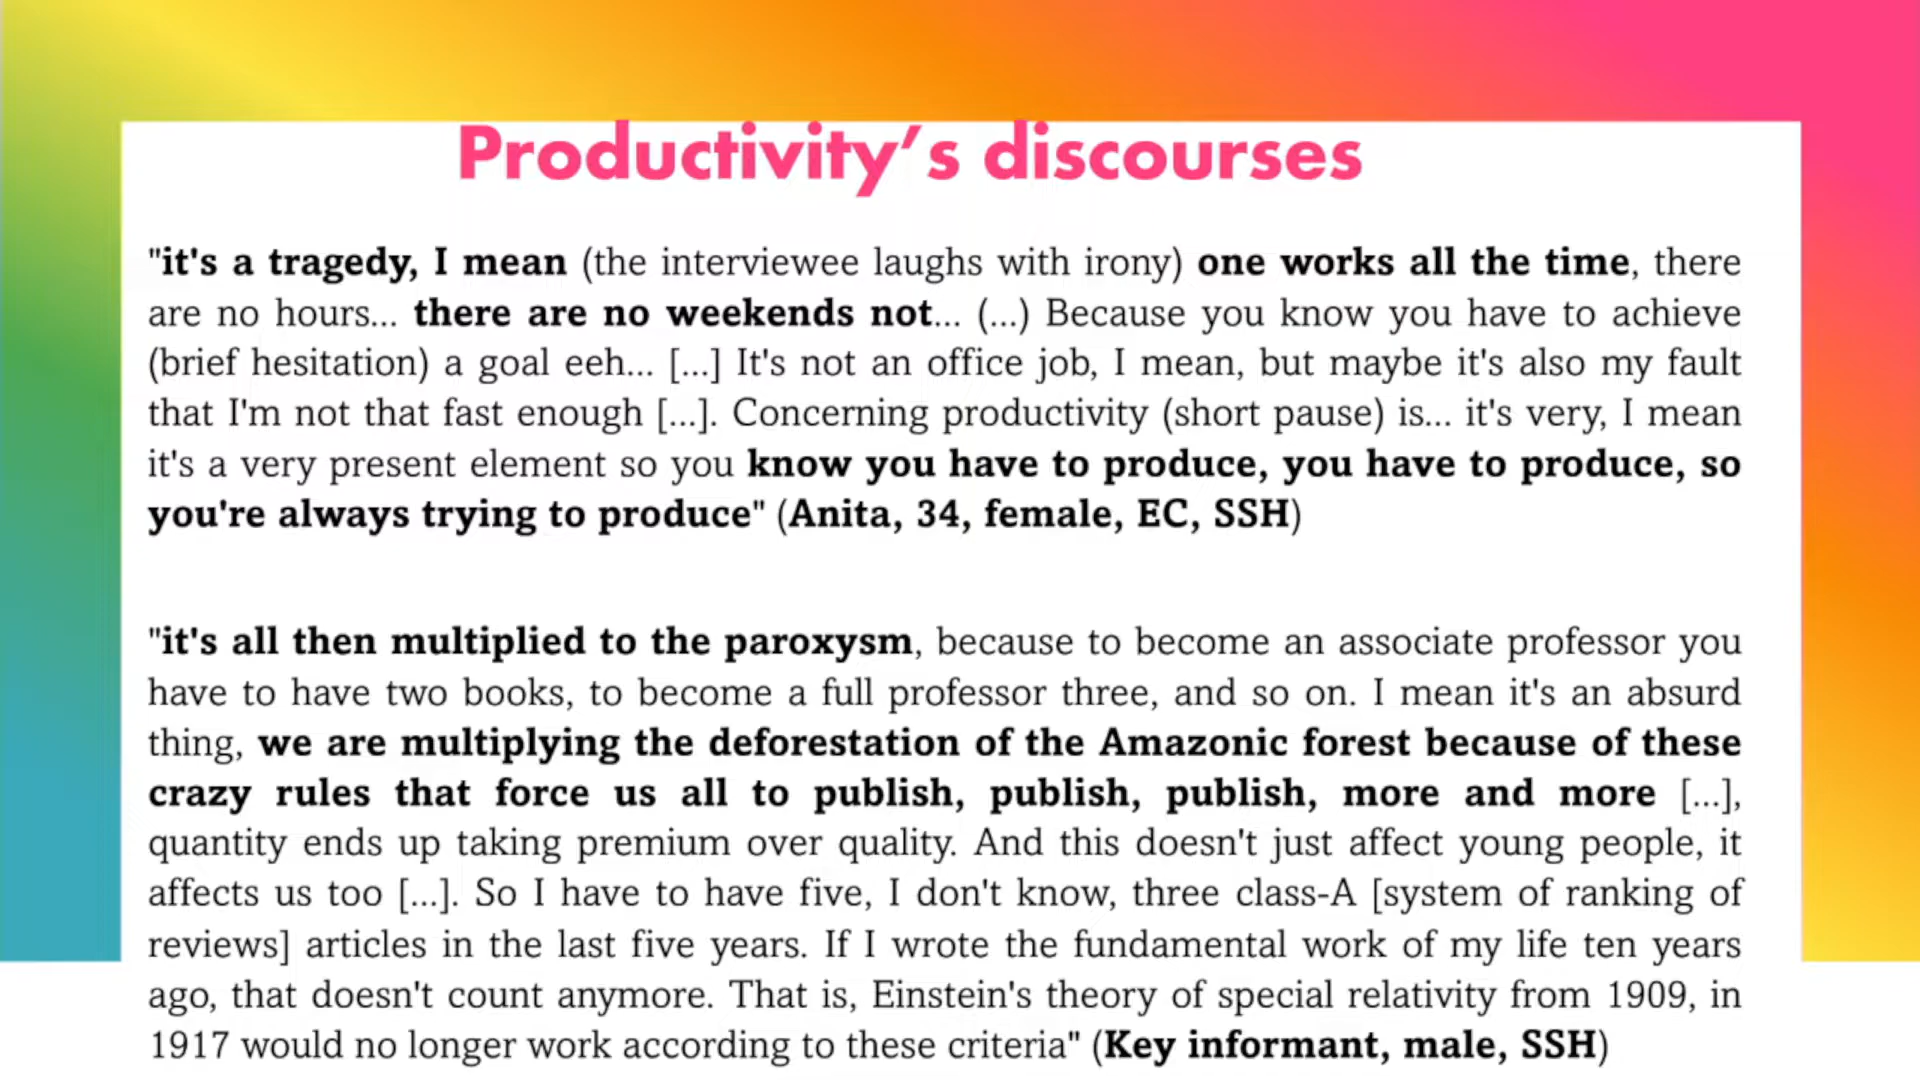 Productivity’s discourses
"it's a tragedy, I mean (the interviewee laughs with irony) one works all the time, there
are no hours... there are no weekends not... (...) Because you know you have to achieve
(brief hesitation) a goal eeh... [...] It's not an office job, I mean, but maybe it's also my fault
that I'm not that fast enough [...]. Concerning productivity (short pause) is... it's very, I mean
it's a very present element so you know you have to produce, you have to produce, so
you're always trying to produce" (Anita, 34, female, EC, SSH)
"it's all then multiplied to the paroxysm, because to become an associate professor you
have to have two books, to become a full professor three, and so on. I mean it's an absurd
thing, we are multiplying the deforestation of the Amazonic forest because of these
crazy rules that force us all to publish, publish, publish, more and more [...],
quantity ends up taking premium over quality. And this doesn't just affect young people, it
affects us too [...]. So I have to have five, I don't know, three class-A [system of ranking of
reviews] articles in the last five years. If I wrote the fundamental work of my life ten years
ago, that doesn't count anymore. That is, Einstein's theory of special relativity from 1909, in
1917 would no longer work according to these criteria" (Key informant, male, SSH)